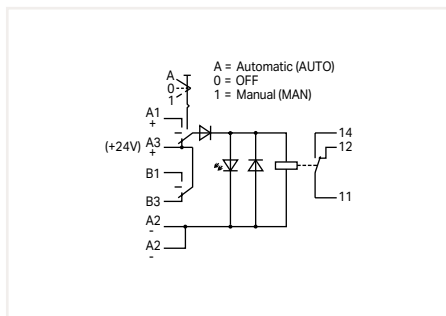 A
0
1
A = Automatic (AUTO)
0 = OFF
1 = Manual (MAN)
A1
+
(+24V) A3
+
B1
B3
A2
-
A2
-
14
12
11